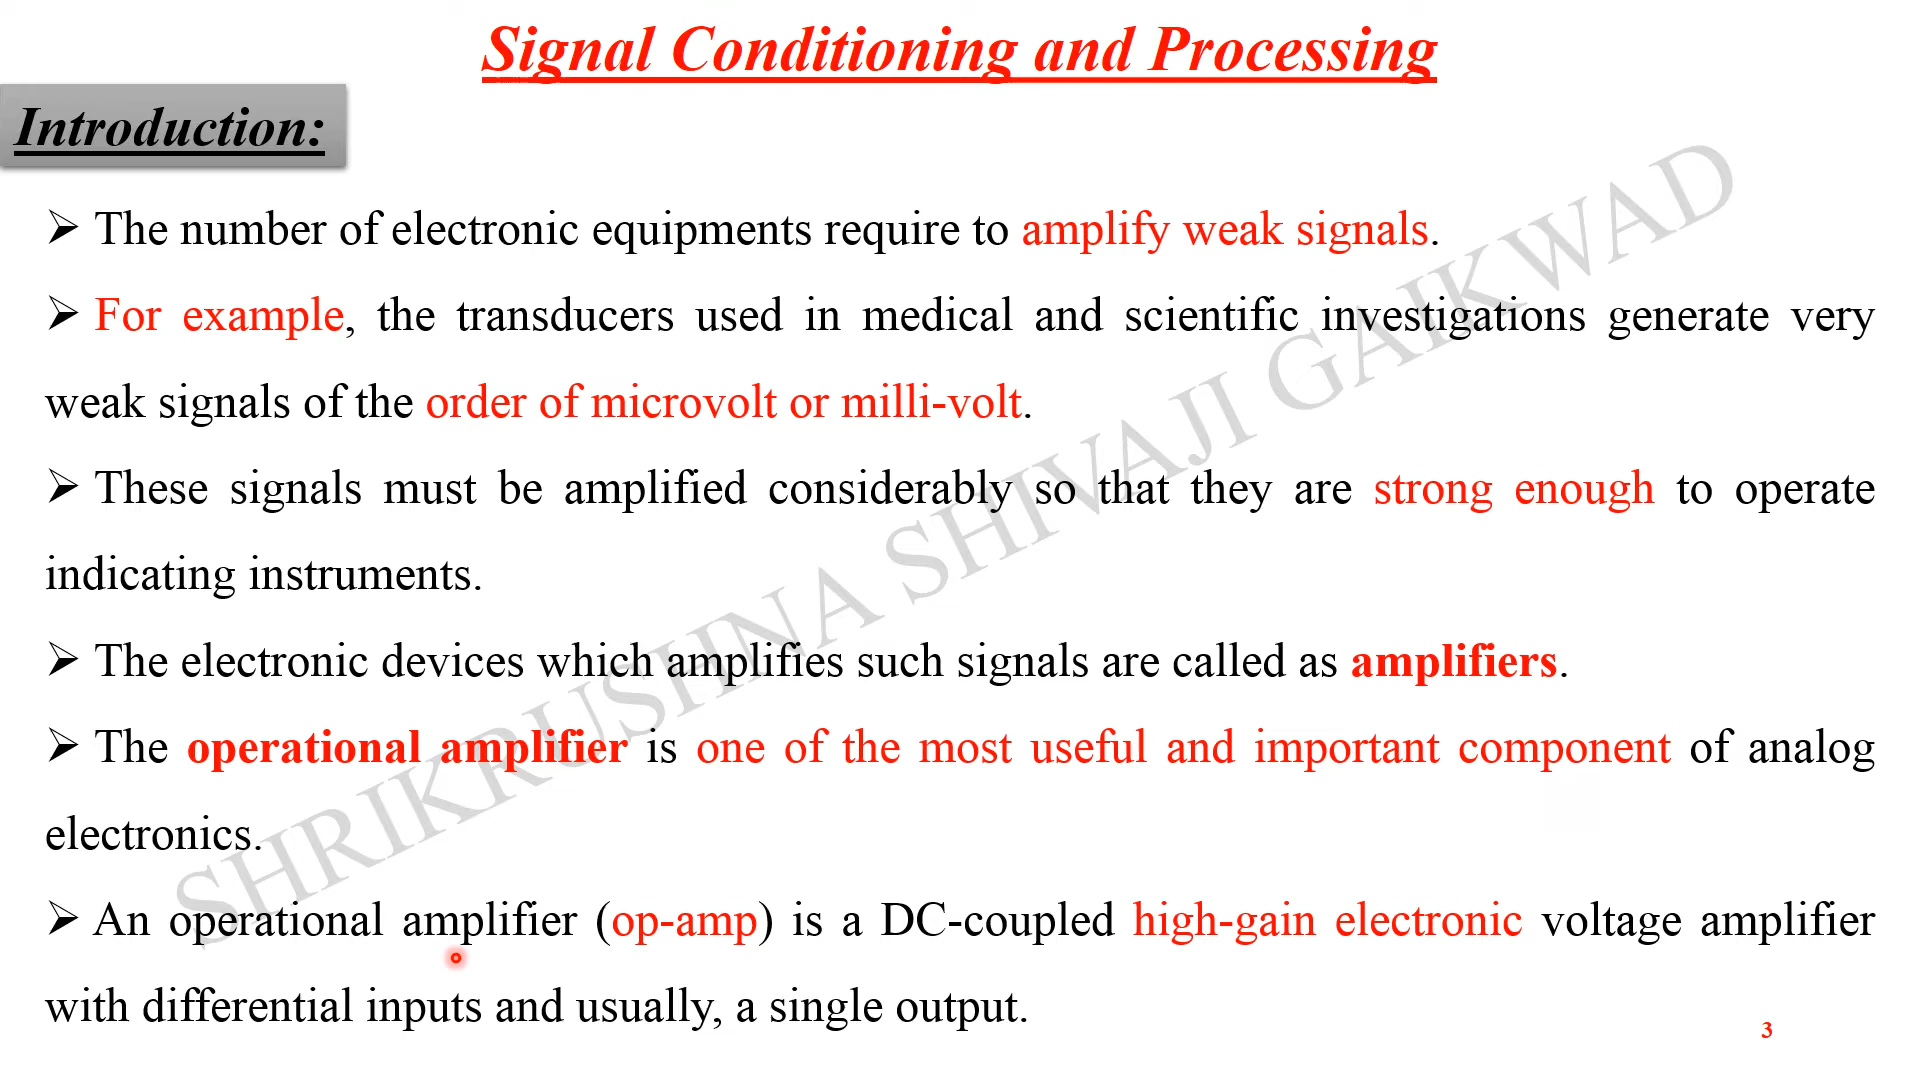 Signal Conditioning and Processing
Introduction:
➢ The number of electronic equipments require to amplify weak signals.
➢ For example, the transducers used in medical and scientific investigations generate very
weak signals of the order of microvolt or milli-volt.
➢ These signals must be amplified considerably so that they are strong enough to operate
indicating instruments.
➢ The electronic devices which amplifies such signals are called as amplifiers.
➢ The operational amplifier is one of the most useful and important component of analog
electronics.
➢ An operational amplifier (op-amp) is a DC-coupled high-gain electronic voltage amplifier
with differential inputs and usually, a single output.
3
SHRIKRUSHNA SHIVAJI GAIKWAD